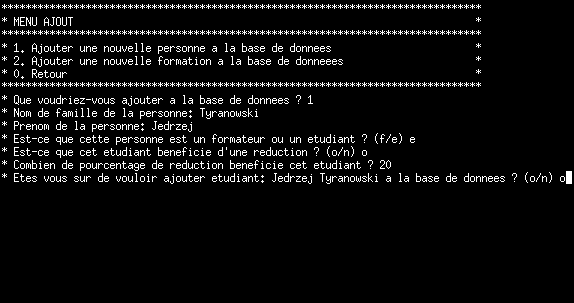 *******************************************************************************
* MENU AJOUT *
*******************************************************************************
* 1. Ajouter une nouvelle personne a la base de donnees *
* 2. Ajouter une nouvelle formation a la base de donneees *
* 0. Retour *
*******************************************************************************
* Que voudriez-vous ajouter a la base de donnees ? 1
* Nom de famille de la personne: Tyranowski
* Prenom de la personne: Jedrzej
* Est-ce que cette personne est un formateur ou un etudiant ? (f/e) e
* Est-ce que cet etudiant beneficie d'une reduction ? (o/n) o
* Combien de pourcentage de reduction beneficie cet etudiant ? 20
* Etes vous sur de vouloir ajouter etudiant: Jedrzej Tyranowski a la base de donnees ? (o/n) o